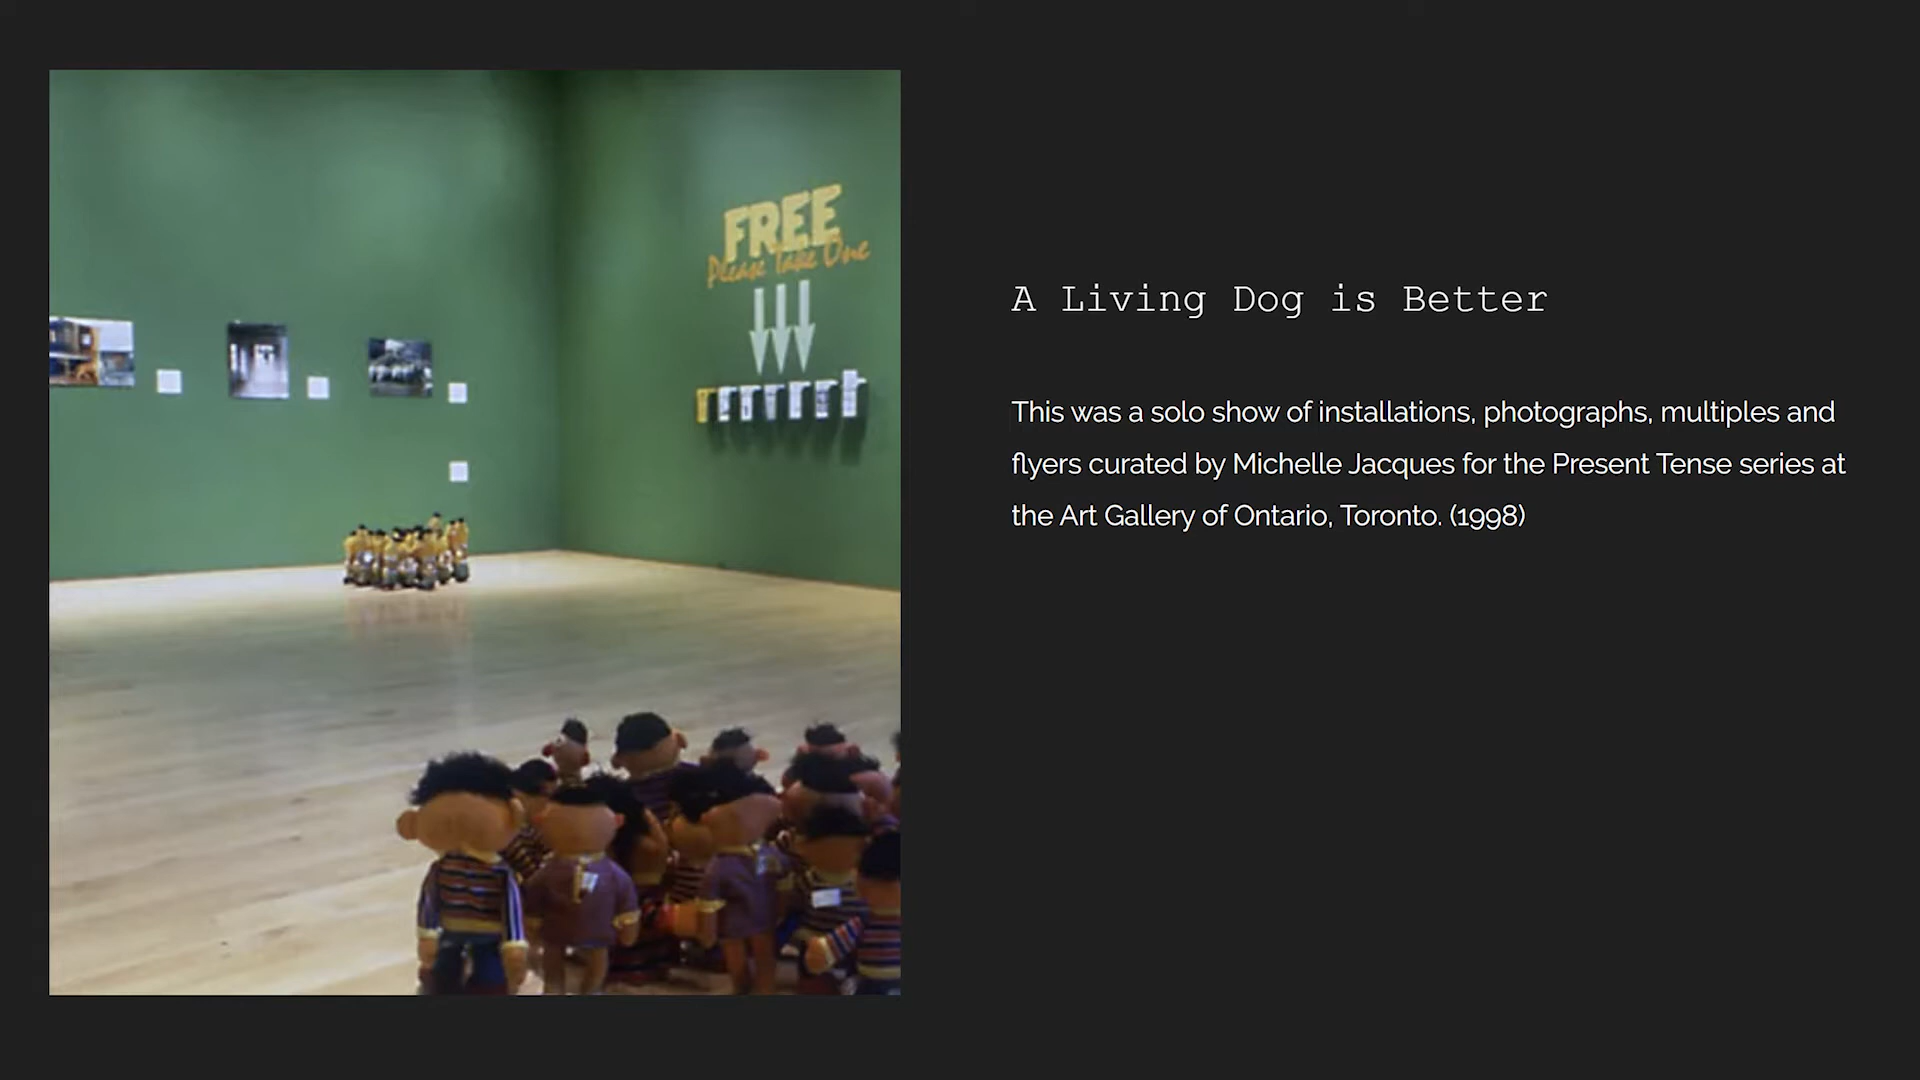 FREE
Please Take One
A Living Dog is Better
This was a solo show of installations, photographs, multiples and
flyers curated by Michelle Jacques for the Present Tense series at
the Art Gallery of Ontario, Toronto. (1998)